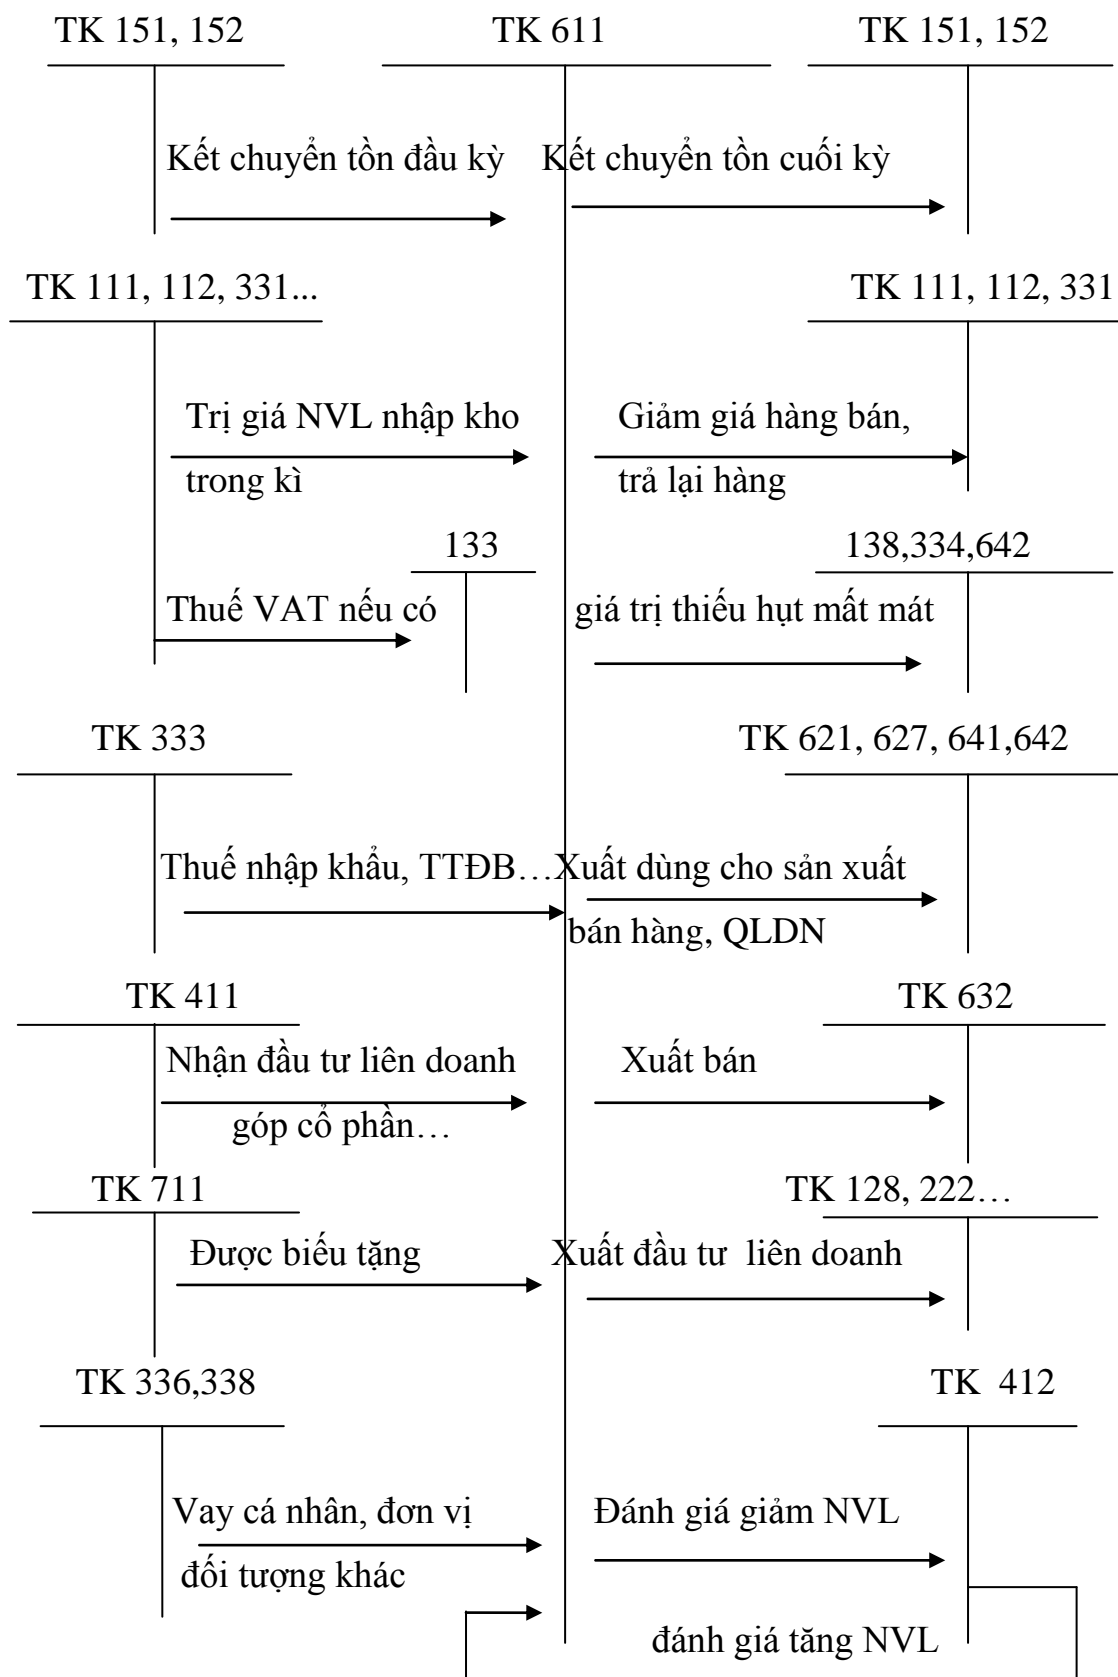 TK 151, 152 TK 611 TK 151, 152
Kết chuyển tồn đầu kỳ Kết chuyển tồn cuối kỳ
TK 111, 112, 331... TK 111, 112, 331
Trị giá NVL nhập kho Giảm giá hàng bán,
trong kì trả lại hàng
133 138,334,642
Thuế VAT nếu có giá trị thiếu hụt mất mát
TK 333 TK 621, 627, 641,642
Thuế nhập khẩu, TTĐB… Xuất dùng cho sản xuất
bán hàng, QLDN
TK 411 TK 632
Nhận đầu tư liên doanh Xuất bán
góp cổ phần…
TK 711 TK 128, 222…
Được biếu tặng Xuất đầu tư liên doanh
TK 336,338 TK 412
Vay cá nhân, đơn vị Đánh giá giảm NVL
đối tượng khác
đánh giá tăng NVL